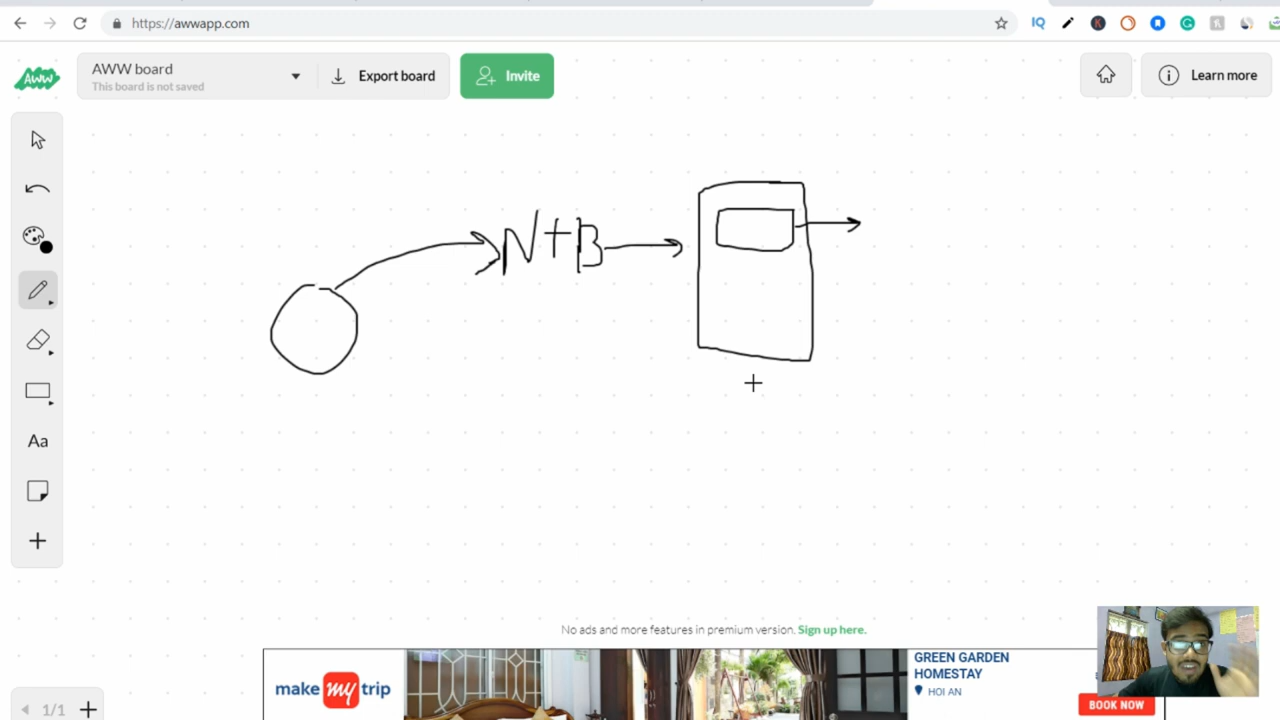 https://awwapp.com
IQ
AWW
AWW board
This board is not saved
Export board
Invite
Learn more
N+B
Aa
No ads and more features in premium version. Sign up here.
make my trip
GREEN GARDEN
HOMESTAY
HOI AN
BOOK NOW
1/1